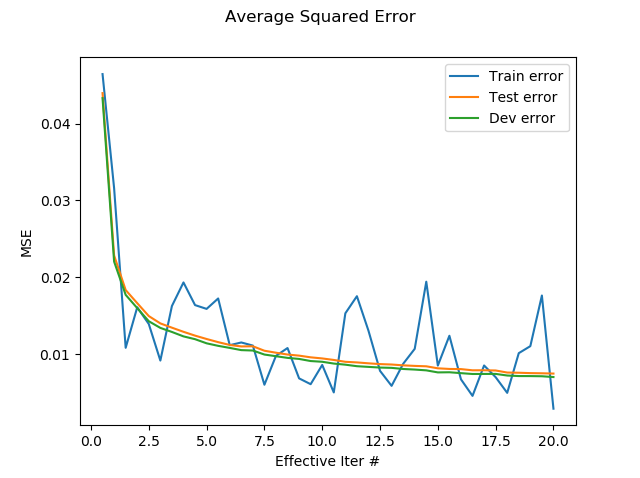 Average Squared Error
Train error
Test error
Dev error
0.04
0.03
0.02
0.01
MSE
0.0 2.5 5.0 7.5 10.0 12.5 15.0 17.5 20.0
Effective Iter #